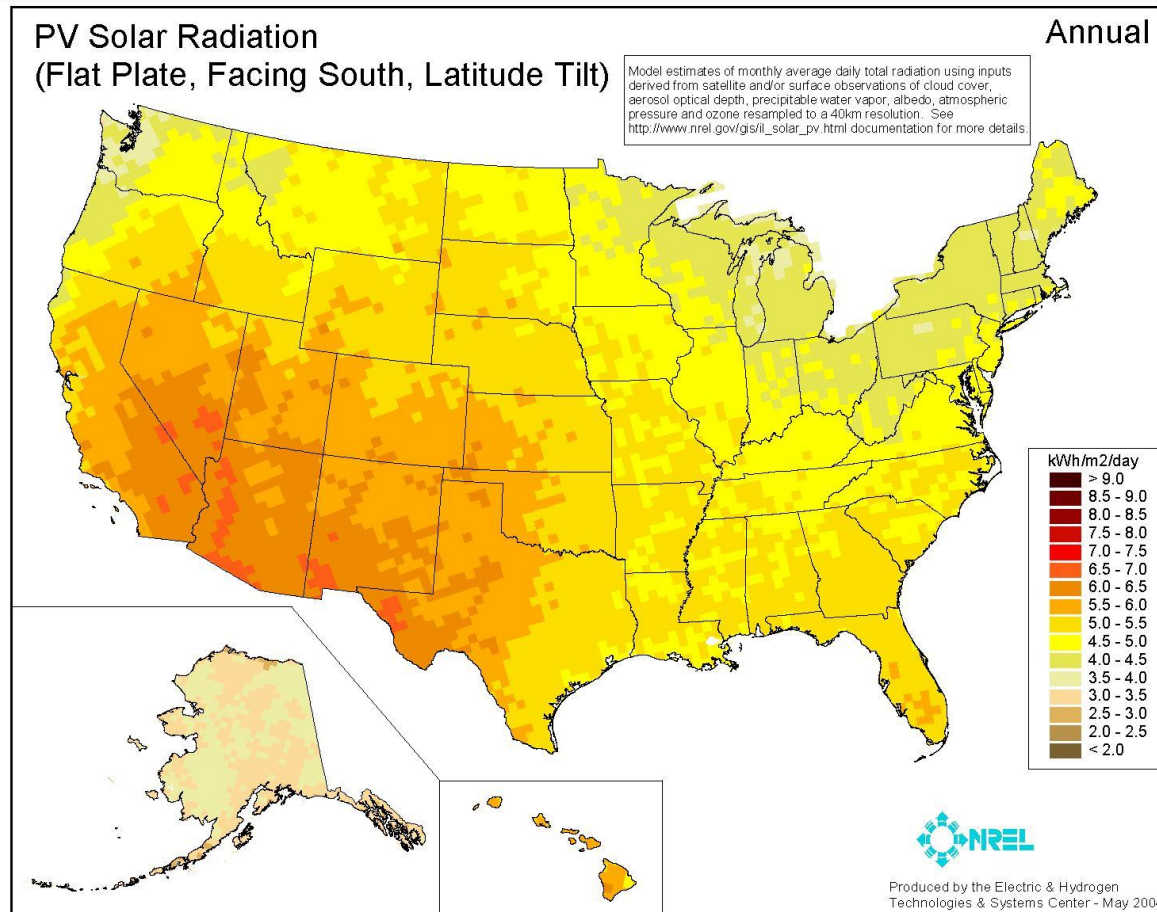 PV Solar Radiation
(Flat Plate, Facing South, Latitude Tilt)
Annual
Model estimates of monthly average daily total radiation using inputs
derived from satellite and/or surface observations of cloud cover,
aerosol optical depth, precipitable water vapor, albedo, atmospheric
pressure and ozone resampled to a 40km resolution. See
http://www.nrel.gov/gis/il_solar_pv.html documentation for more details.
kWh/m2/day
> 9.0
8.5 - 9.0
8.0 - 8.5
7.5 - 8.0
7.0 - 7.5
6.5 - 7.0
6.0 - 6.5
5.5 - 6.0
5.0 - 5.5
4.5 - 5.0
4.0 - 4.5
3.5 - 4.0
3.0 - 3.5
2.5 - 3.0
2.0 - 2.5
< 2.0
NREL
Produced by the Electric & Hydrogen
Technologies & Systems Center - May 2004